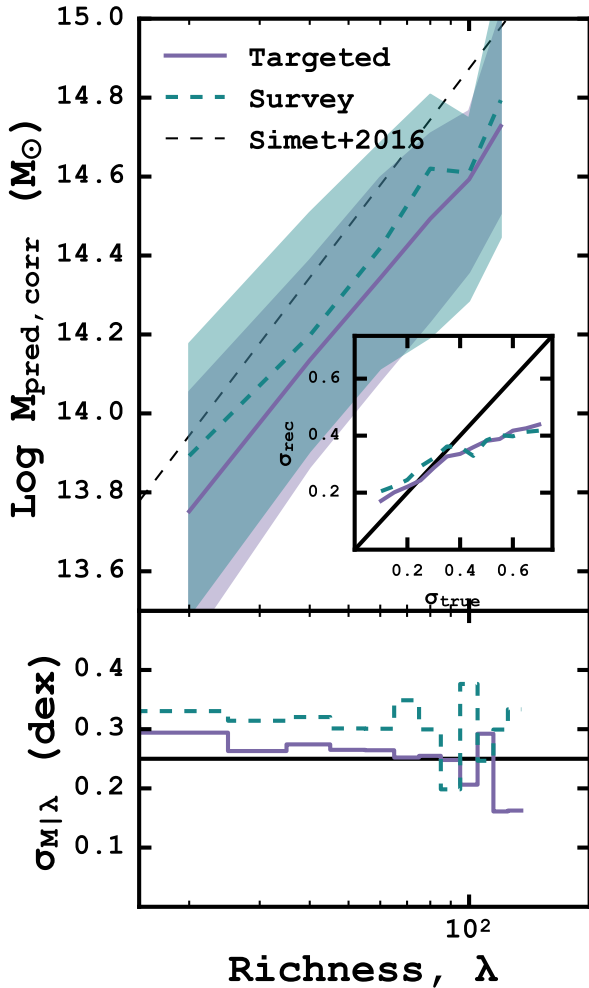 15.0
14.8
14.6
14.4
14.2
14.0
13.8
13.6
Log M_pred,corr (M_⊙)
Targeted
Survey
Simet+2016
0.6
0.4
0.2
σ_rec
0.2 0.4 0.6
σ_true
0.4
0.3
0.2
0.1
σ_M|λ (dex)
10²
Richness, λ